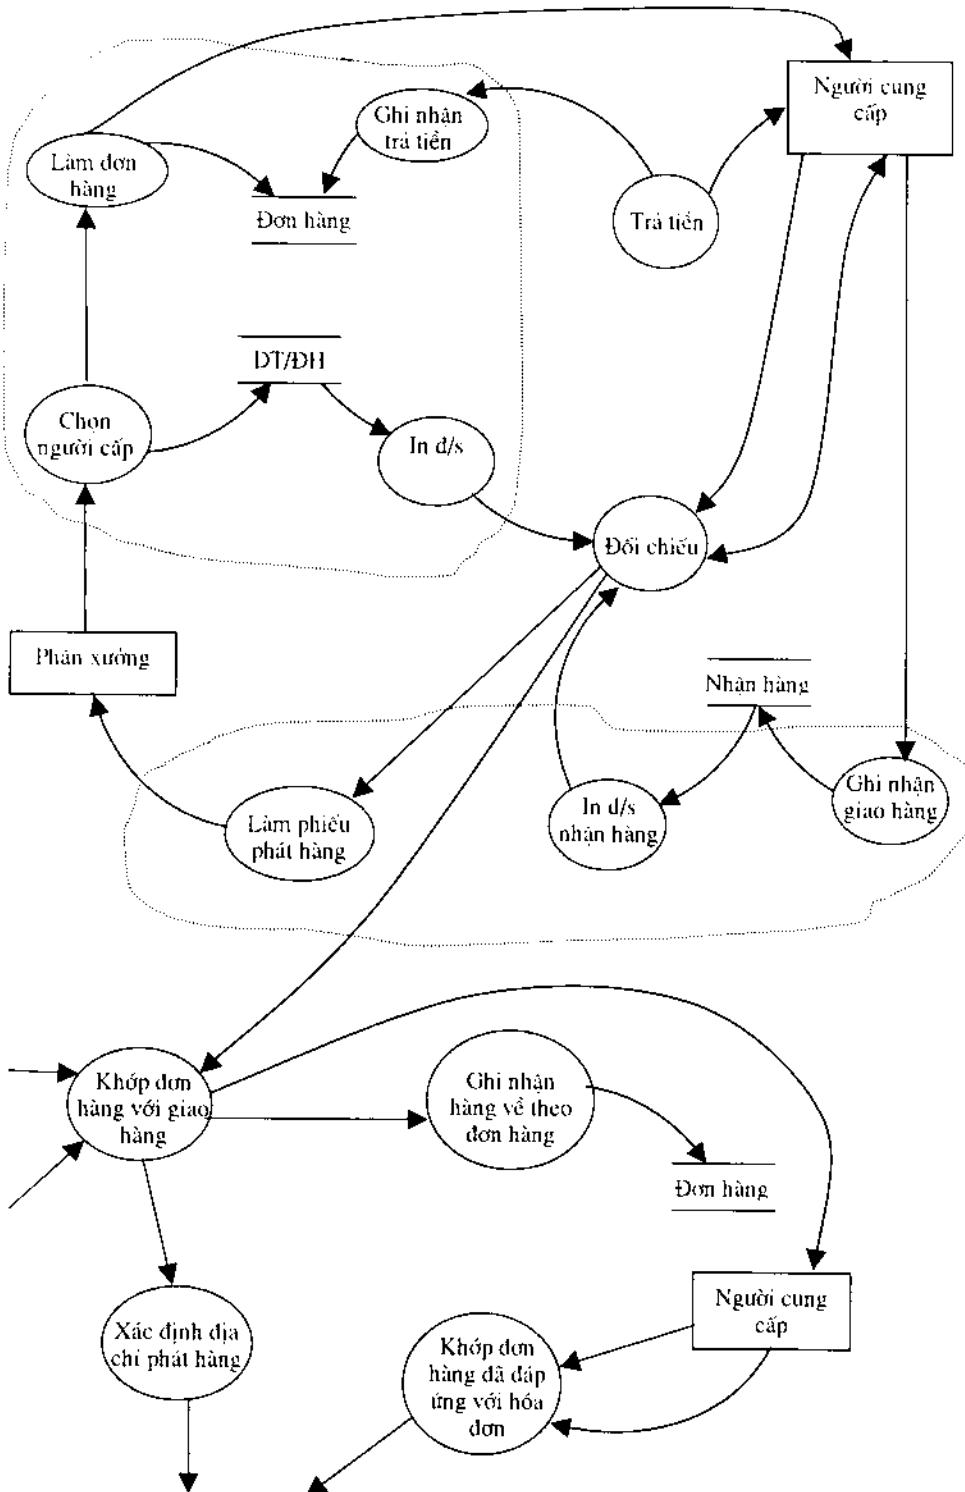 Người cung
cấp
Ghi nhận
trả tiền
Làm đơn
hàng
Đơn hàng
Trả tiền
DT/ĐH
Chọn
người cấp
In d/s
Đối chiếu
Phân xưởng
Nhận hàng
Ghi nhận
giao hàng
In d/s
nhận hàng
Làm phiếu
phát hàng
Khớp đơn
hàng với giao
hàng
Ghi nhận
hàng về theo
đơn hàng
Đơn hàng
Người cung
cấp
Xác định địa
chỉ phát hàng
Khớp đơn
hàng đã đáp
ứng với hóa
đơn